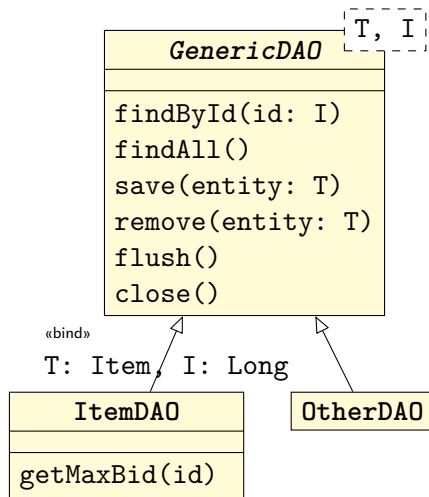 T, I
GenericDAO
findById(id: I)
findAll()
save(entity: T)
remove(entity: T)
flush()
close()
«bind»
T: Item, I: Long
ItemDAO
OtherDAO
getMaxBid(id)